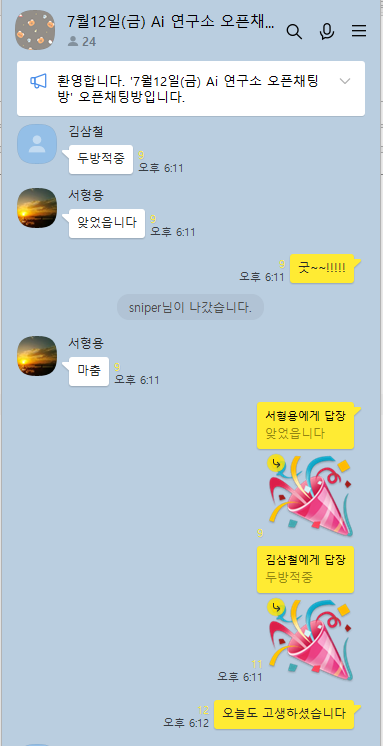 7월12일(금) Ai 연구소 오픈채...
24
환영합니다. '7월12일(금) Ai 연구소 오픈채팅
방' 오픈채팅방입니다.
김삼철
두방적중
9
오후 6:11
서형용
앚었읍니다
9
오후 6:11
9
오후 6:11
굿~~!!!!!
sniper님이 나갔습니다.
서형용
마춤
9
오후 6:11
서형용에게 답장
앚었읍니다
9
김삼철에게 답장
두방적중
11
오후 6:11
12
오후 6:12
오늘도 고생하셨습니다